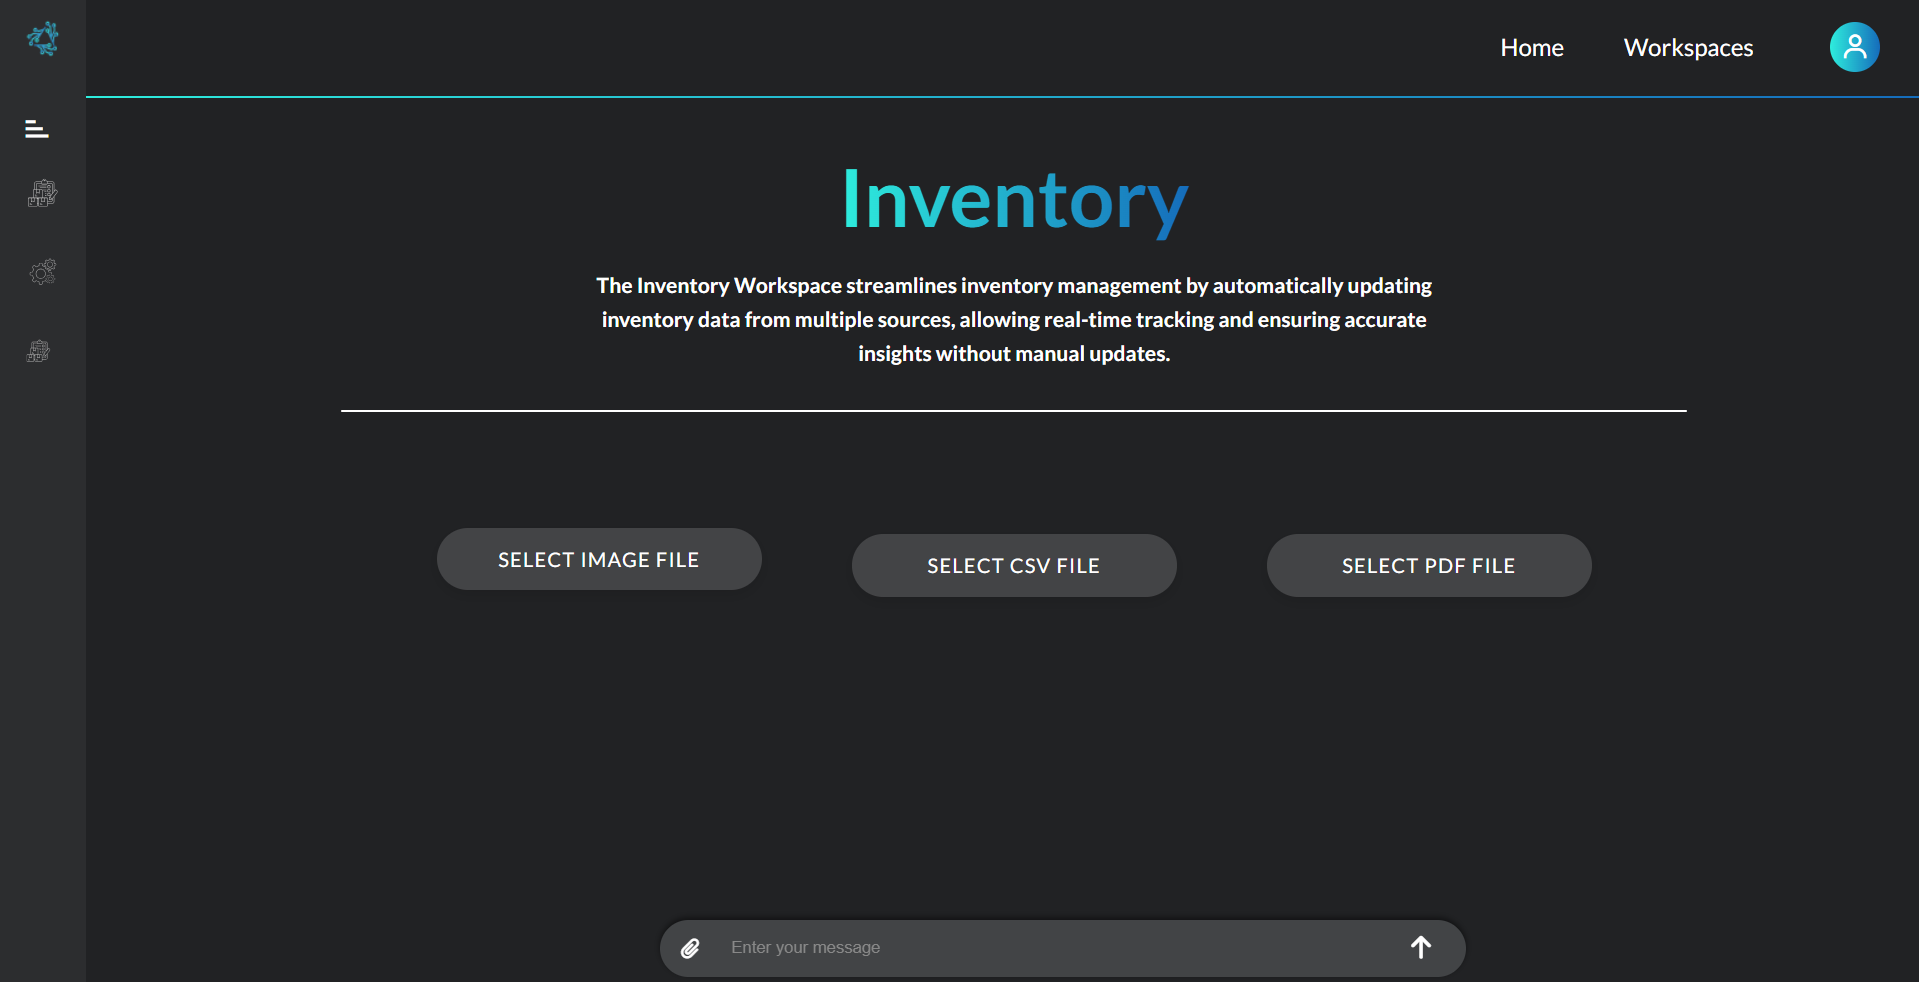 Home
Workspaces
Inventory
The Inventory Workspace streamlines inventory management by automatically updating
inventory data from multiple sources, allowing real-time tracking and ensuring accurate
insights without manual updates.
SELECT IMAGE FILE
SELECT CSV FILE
SELECT PDF FILE
Enter your message